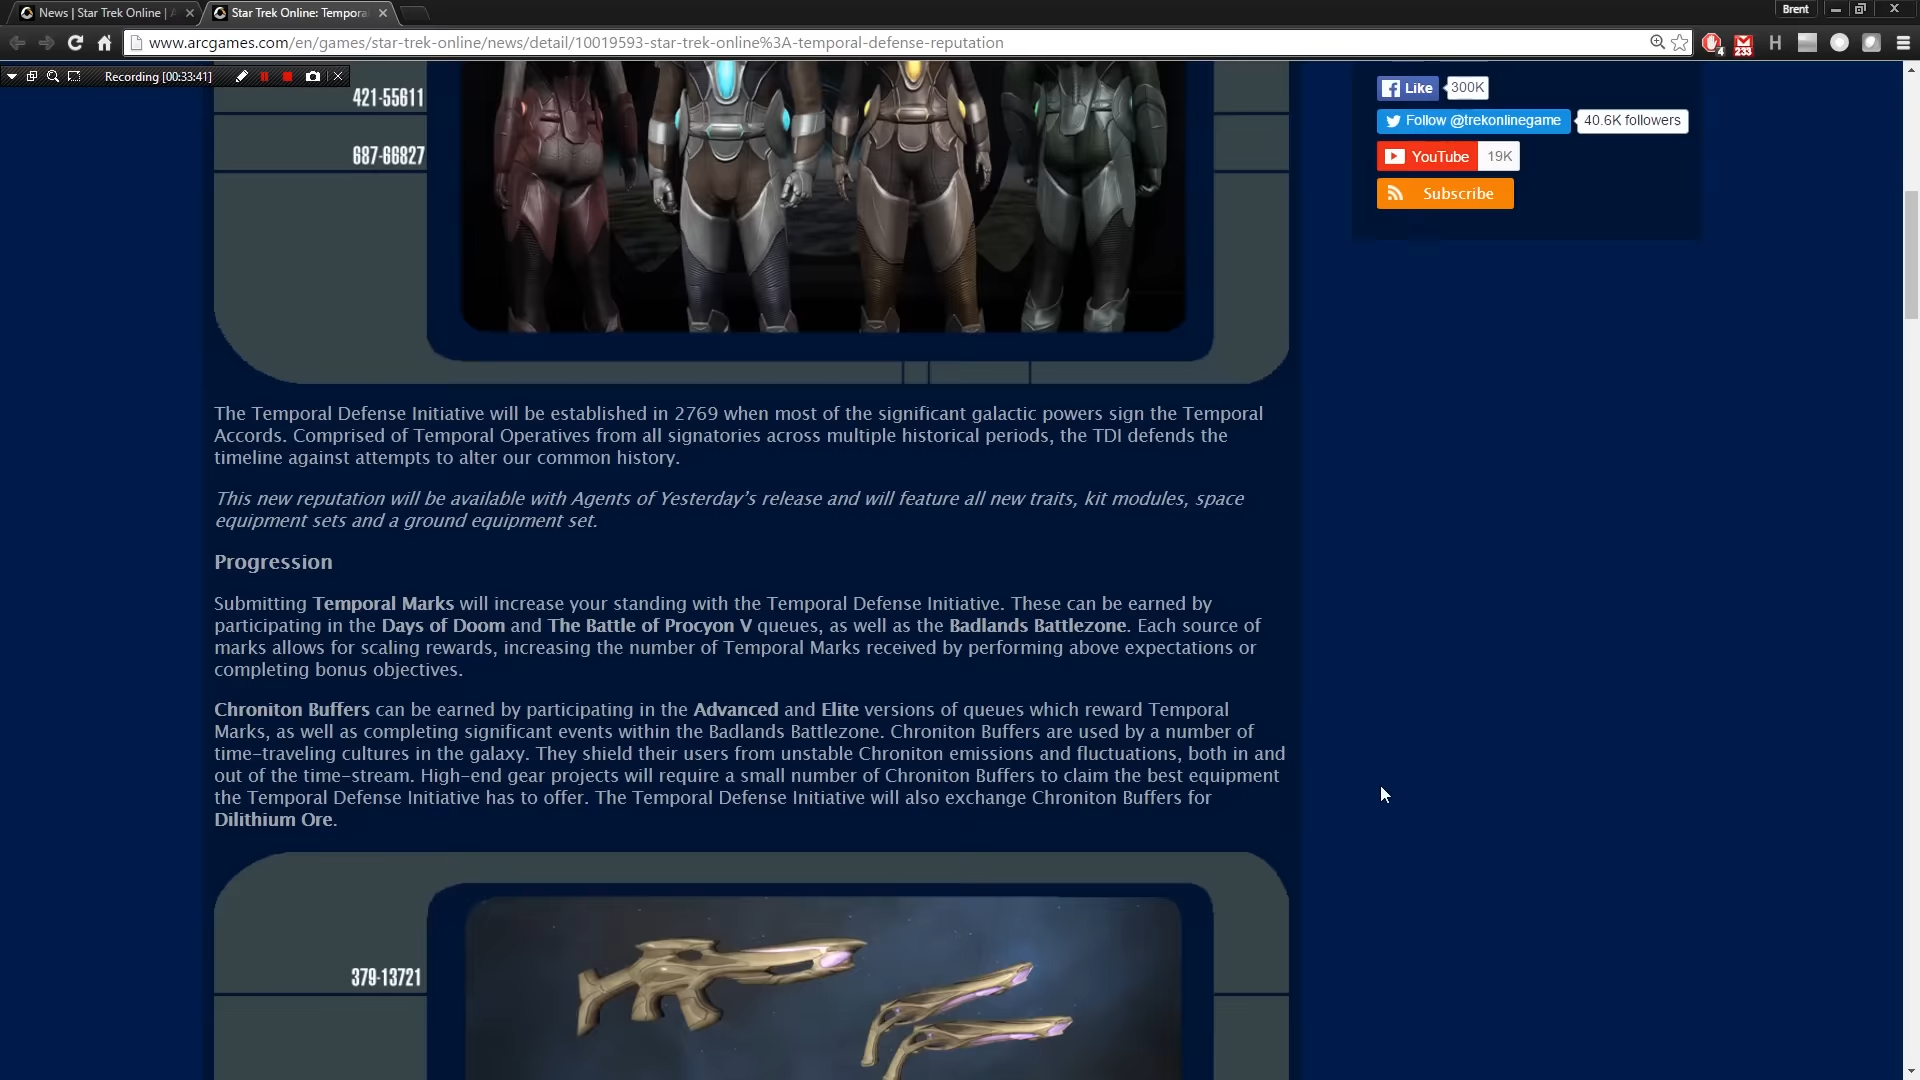 News | Star Trek Online |
Star Trek Online: Tempora
Brent
www.arcgames.com/en/games/star-trek-online/news/detail/10019593-star-trek-online%3A-temporal-defense-reputation
4
233
H
Recording [00:33:41]
421-55611
687-66827
Like
300K
Follow @trekonlinegame
40.6K followers
YouTube
19K
Subscribe
The Temporal Defense Initiative will be established in 2769 when most of the significant galactic powers sign the Temporal
Accords. Comprised of Temporal Operatives from all signatories across multiple historical periods, the TDI defends the
timeline against attempts to alter our common history.
This new reputation will be available with Agents of Yesterday's release and will feature all new traits, kit modules, space
equipment sets and a ground equipment set.
Progression
Submitting Temporal Marks will increase your standing with the Temporal Defense Initiative. These can be earned by
participating in the Days of Doom and The Battle of Procyon V queues, as well as the Badlands Battlezone. Each source of
marks allows for scaling rewards, increasing the number of Temporal Marks received by performing above expectations or
completing bonus objectives.
Chroniton Buffers can be earned by participating in the Advanced and Elite versions of queues which reward Temporal
Marks, as well as completing significant events within the Badlands Battlezone. Chroniton Buffers are used by a number of
time-traveling cultures in the galaxy. They shield their users from unstable Chroniton emissions and fluctuations, both in and
out of the time-stream. High-end gear projects will require a small number of Chroniton Buffers to claim the best equipment
the Temporal Defense Initiative has to offer. The Temporal Defense Initiative will also exchange Chroniton Buffers for
Dilithium Ore.
379-13721